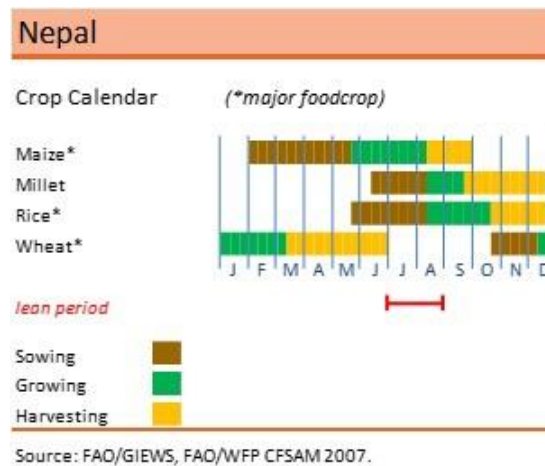 Nepal
Crop Calendar (*major foodcrop)
Maize*
Millet
Rice*
Wheat*
J F M A M J J A S O N D
lean period
Sowing
Growing
Harvesting
Source: FAO/GIEWS, FAO/WFP CFSAM 2007.